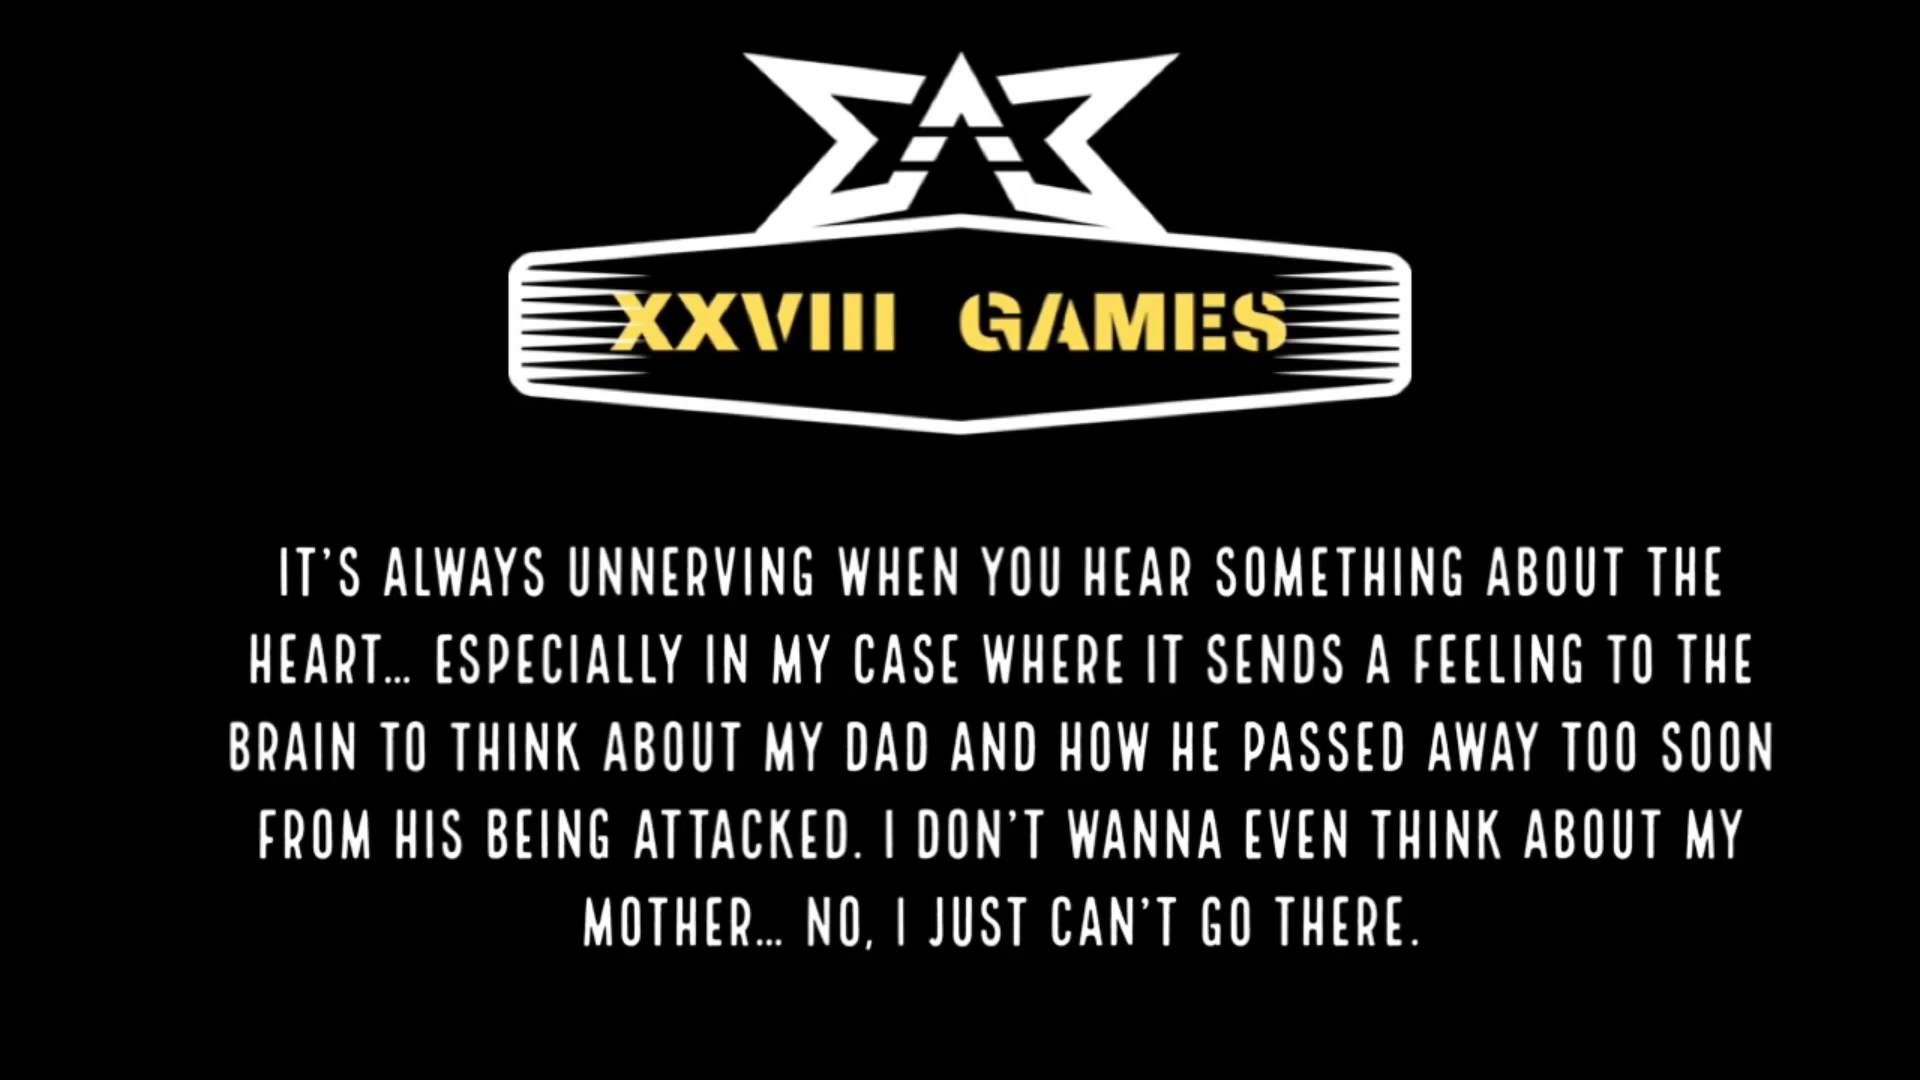 XXVIII GAMES
IT'S ALWAYS UNNERVING WHEN YOU HEAR SOMETHING ABOUT THE
HEART... ESPECIALLY IN MY CASE WHERE IT SENDS A FEELING TO THE
BRAIN TO THINK ABOUT MY DAD AND HOW HE PASSED AWAY TOO SOON
FROM HIS BEING ATTACKED. I DON'T WANNA EVEN THINK ABOUT MY
MOTHER... NO, I JUST CAN'T GO THERE.